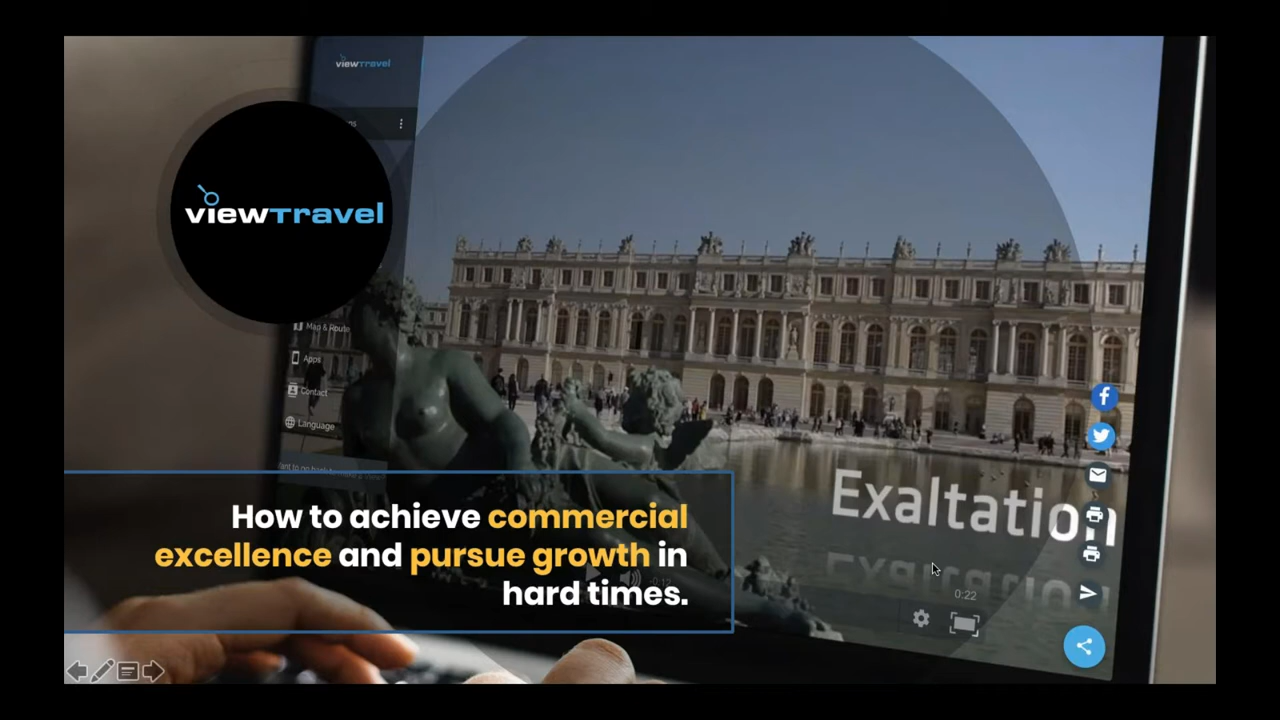 viewTravel
viewTravel
Map & Route
Apps
Contact
Language
Exaltation
How to achieve commercial
excellence and pursue growth in
hard times.
0:22